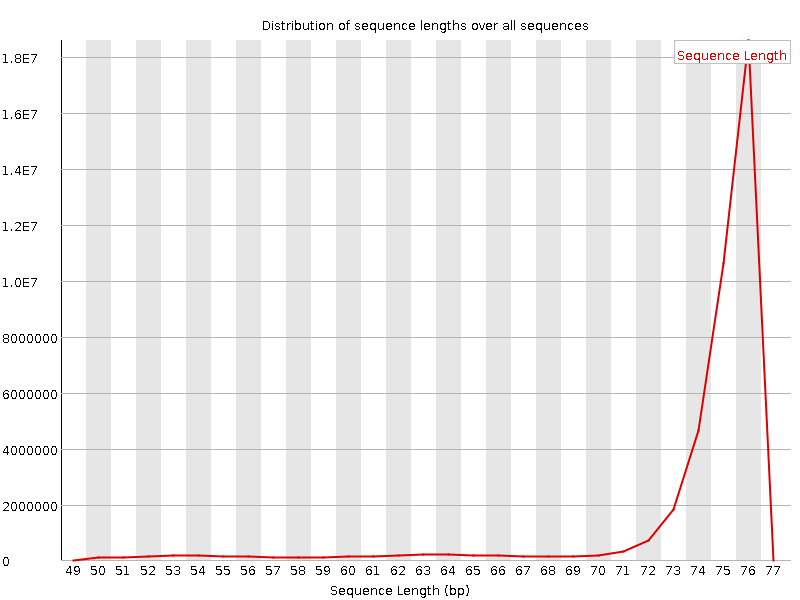 Distribution of sequence lengths over all sequences
Sequence Length
1.8E7
1.6E7
1.4E7
1.2E7
1.0E7
8000000
6000000
4000000
2000000
0
49 50 51 52 53 54 55 56 57 58 59 60 61 62 63 64 65 66 67 68 69 70 71 72 73 74 75 76 77
Sequence Length (bp)